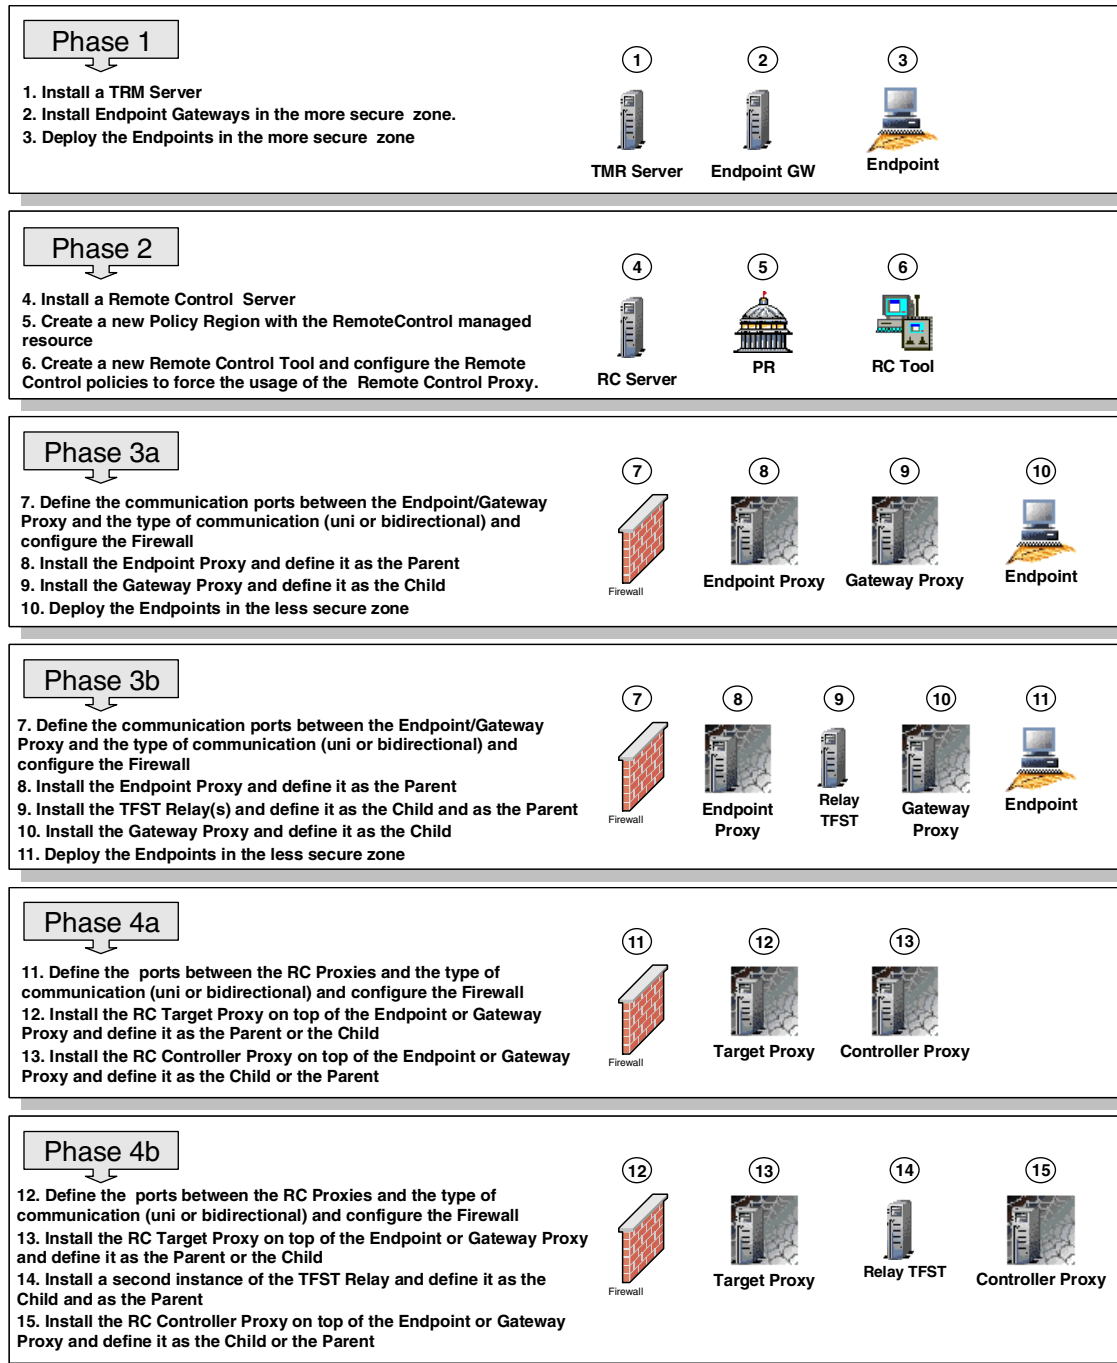 Phase 1
1. Install a TRM Server
2. Install Endpoint Gateways in the more secure zone.
3. Deploy the Endpoints in the more secure zone
1
2
3
TMR Server
Endpoint GW
Endpoint
Phase 2
4. Install a Remote Control Server
5. Create a new Policy Region with the RemoteControl managed
resource
6. Create a new Remote Control Tool and configure the Remote
Control policies to force the usage of the Remote Control Proxy.
4
5
6
RC Server
PR
RC Tool
Phase 3a
7. Define the communication ports between the Endpoint/Gateway
Proxy and the type of communication (uni or bidirectional) and
configure the Firewall
8. Install the Endpoint Proxy and define it as the Parent
9. Install the Gateway Proxy and define it as the Child
10. Deploy the Endpoints in the less secure zone
7
8
9
10
Firewall
Endpoint Proxy
Gateway Proxy
Endpoint
Phase 3b
7. Define the communication ports between the Endpoint/Gateway
Proxy and the type of communication (uni or bidirectional) and
configure the Firewall
8. Install the Endpoint Proxy and define it as the Parent
9. Install the TFST Relay(s) and define it as the Child and as the Parent
10. Install the Gateway Proxy and define it as the Child
11. Deploy the Endpoints in the less secure zone
7
8
9
10
11
Firewall
Endpoint
Proxy
Relay
TFST
Gateway
Proxy
Endpoint
Phase 4a
11. Define the ports between the RC Proxies and the type of
communication (uni or bidirectional) and configure the Firewall
12. Install the RC Target Proxy on top of the Endpoint or Gateway
Proxy and define it as the Parent or the Child
13. Install the RC Controller Proxy on top of the Endpoint or Gateway
Proxy and define it as the Child or the Parent
11
12
13
Firewall
Target Proxy
Controller Proxy
Phase 4b
12. Define the ports between the RC Proxies and the type of
communication (uni or bidirectional) and configure the Firewall
13. Install the RC Target Proxy on top of the Endpoint or Gateway Proxy
and define it as the Parent or the Child
14. Install a second instance of the TFST Relay and define it as the
Child and as the Parent
15. Install the RC Controller Proxy on top of the Endpoint or Gateway
Proxy and define it as the Child or the Parent
12
13
14
15
Firewall
Target Proxy
Relay TFST
Controller Proxy